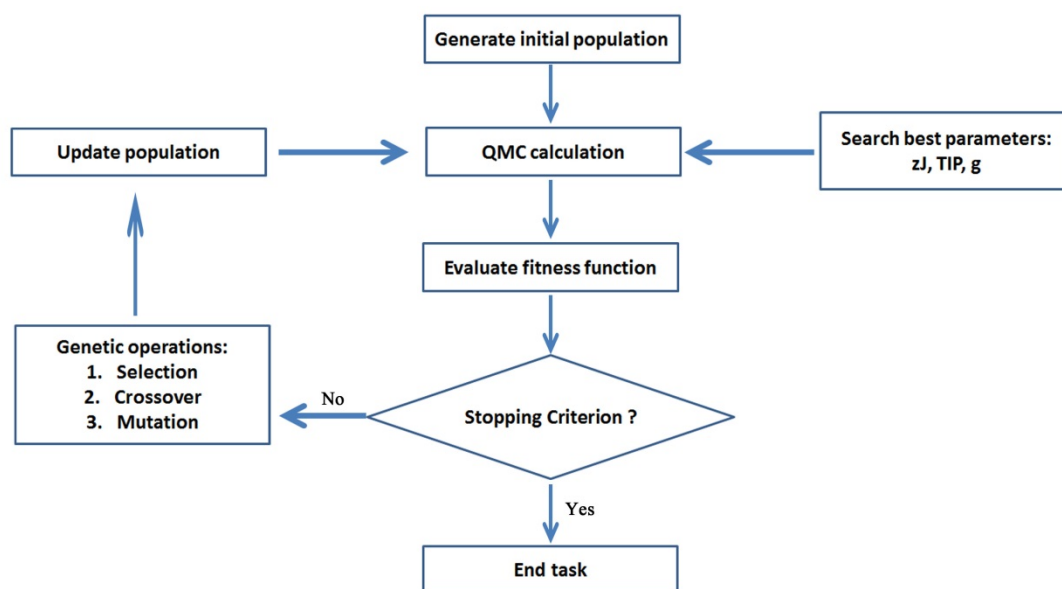 Generate initial population
Update population
QMC calculation
Search best parameters:
zJ, TIP, g
Evaluate fitness function
Genetic operations:
1. Selection
2. Crossover
3. Mutation
No
Stopping Criterion ?
Yes
End task